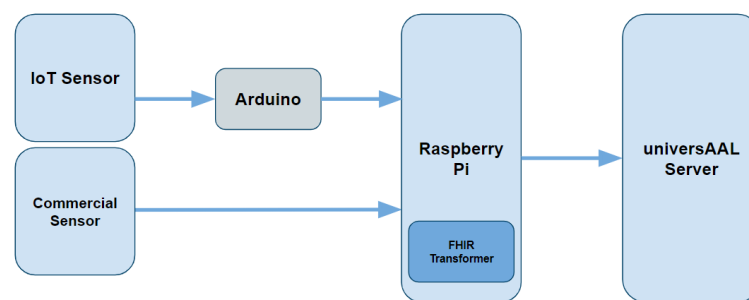 IoT Sensor
Arduino
Commercial
Sensor
Raspberry
Pi
FHIR
Transformer
universAAL
Server